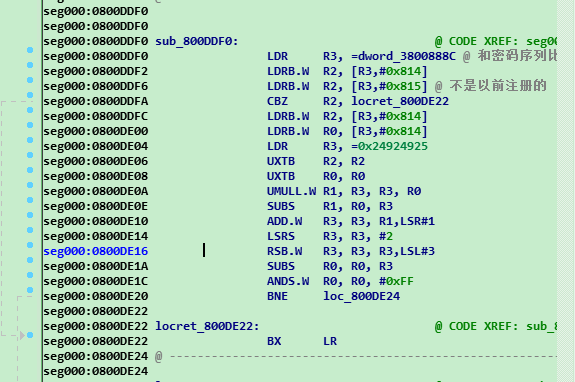 seg000:0800DDF0
seg000:0800DDF0
seg000:0800DDF0 sub_800DDF0: @ CODE XREF: seg0
seg000:0800DDF0 LDR R3, =dword_3800888C @ 和密码序列比
seg000:0800DDF2 LDRB.W R2, [R3,#0x814]
seg000:0800DDF6 LDRB.W R2, [R3,#0x815] @ 不是以前注册的
seg000:0800DDFA CBZ R2, locret_800DE22
seg000:0800DDFC LDRB.W R2, [R3,#0x814]
seg000:0800DE00 LDRB.W R0, [R3,#0x814]
seg000:0800DE04 LDR R3, =0x24924925
seg000:0800DE06 UXTB R2, R2
seg000:0800DE08 UXTB R0, R0
seg000:0800DE0A UMULL.W R1, R3, R3, R0
seg000:0800DE0E SUBS R1, R0, R3
seg000:0800DE10 ADD.W R3, R3, R1,LSR#1
seg000:0800DE14 LSRS R3, R3, #2
seg000:0800DE16 RSB.W R3, R3, R3,LSL#3
seg000:0800DE1A SUBS R0, R0, R3
seg000:0800DE1C ANDS.W R0, R0, #0xFF
seg000:0800DE20 BNE loc_800DE24
seg000:0800DE22
seg000:0800DE22 locret_800DE22: @ CODE XREF: sub_8
seg000:0800DE22 BX LR
seg000:0800DE24 @ ---------------------------------------------------------
seg000:0800DE24